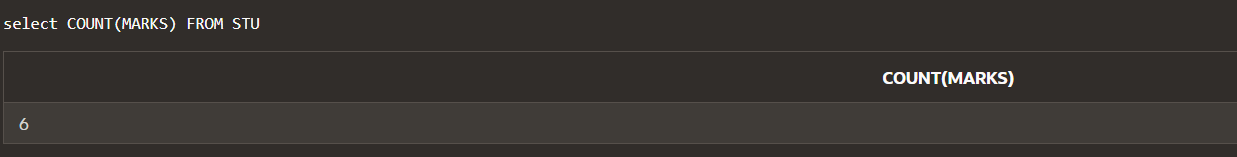 select COUNT(MARKS) FROM STU
COUNT(MARKS)
6